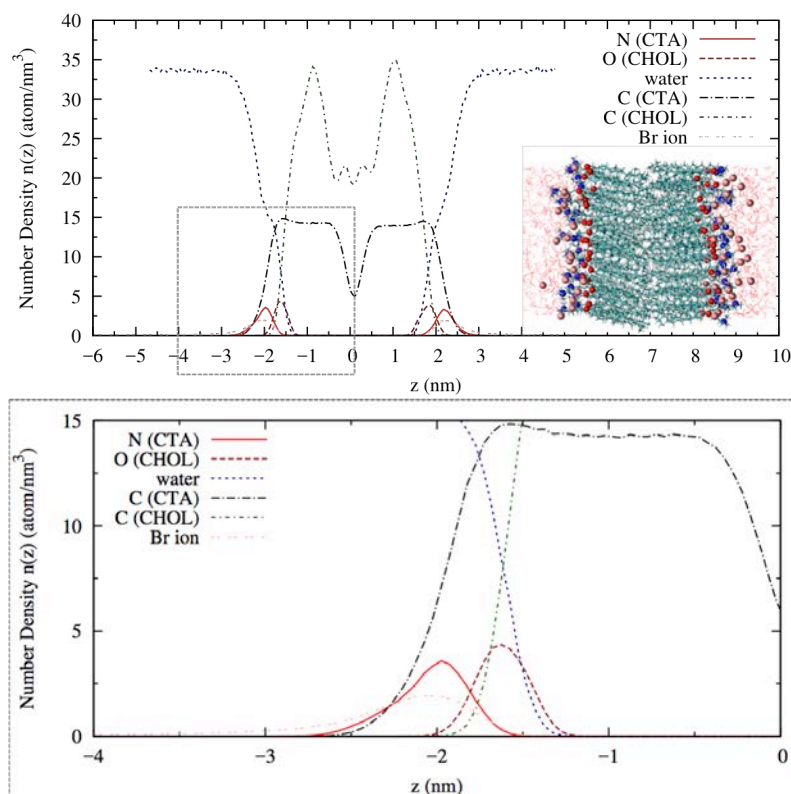 40
35
30
25
20
15
10
5
0
Number Density n(z) (atom/nm³)
N (CTA)
O (CHOL)
water
C (CTA)
C (CHOL)
Br ion
−6 −5 −4 −3 −2 −1 0 1 2 3 4 5 6 7 8 9 10
z (nm)
15
10
5
0
Number Density n(z) (atom/nm³)
N (CTA)
O (CHOL)
water
C (CTA)
C (CHOL)
Br ion
−4 −3 −2 −1 0
z (nm)